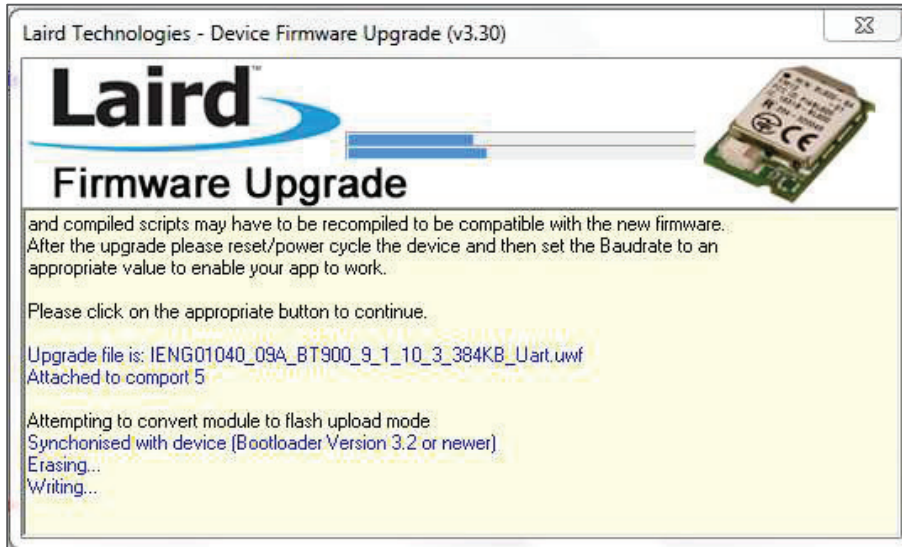 Laird Technologies - Device Firmware Upgrade (v3.30)
Laird™
Firmware Upgrade
and compiled scripts may have to be recompiled to be compatible with the new firmware.
After the upgrade please reset/power cycle the device and then set the Baudrate to an
appropriate value to enable your app to work.
Please click on the appropriate button to continue.
Upgrade file is: IENG01040_09A_BT900_9_1_10_3_384KB_Uart.uwf
Attached to comport 5
Attempting to convert module to flash upload mode
Synchonised with device (Bootloader Version 3.2 or newer)
Erasing...
Writing...